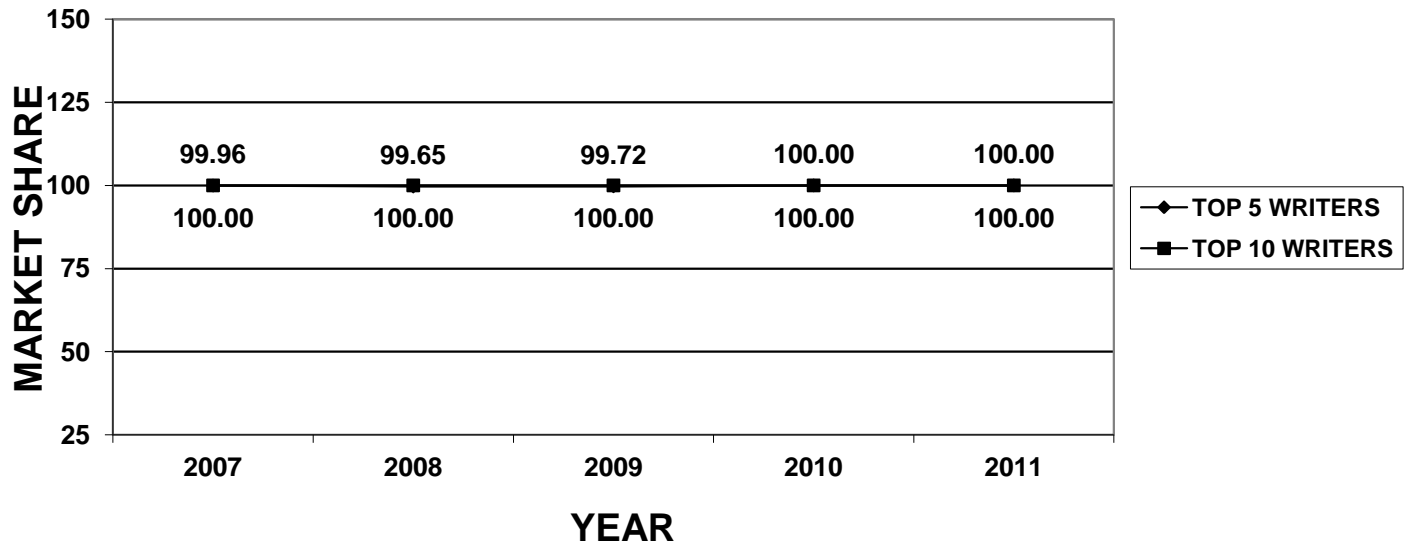 150
125
100
75
50
25
MARKET SHARE
99.96 99.65 99.72 100.00 100.00
100.00 100.00 100.00 100.00 100.00
2007 2008 2009 2010 2011
YEAR
TOP 5 WRITERS
TOP 10 WRITERS